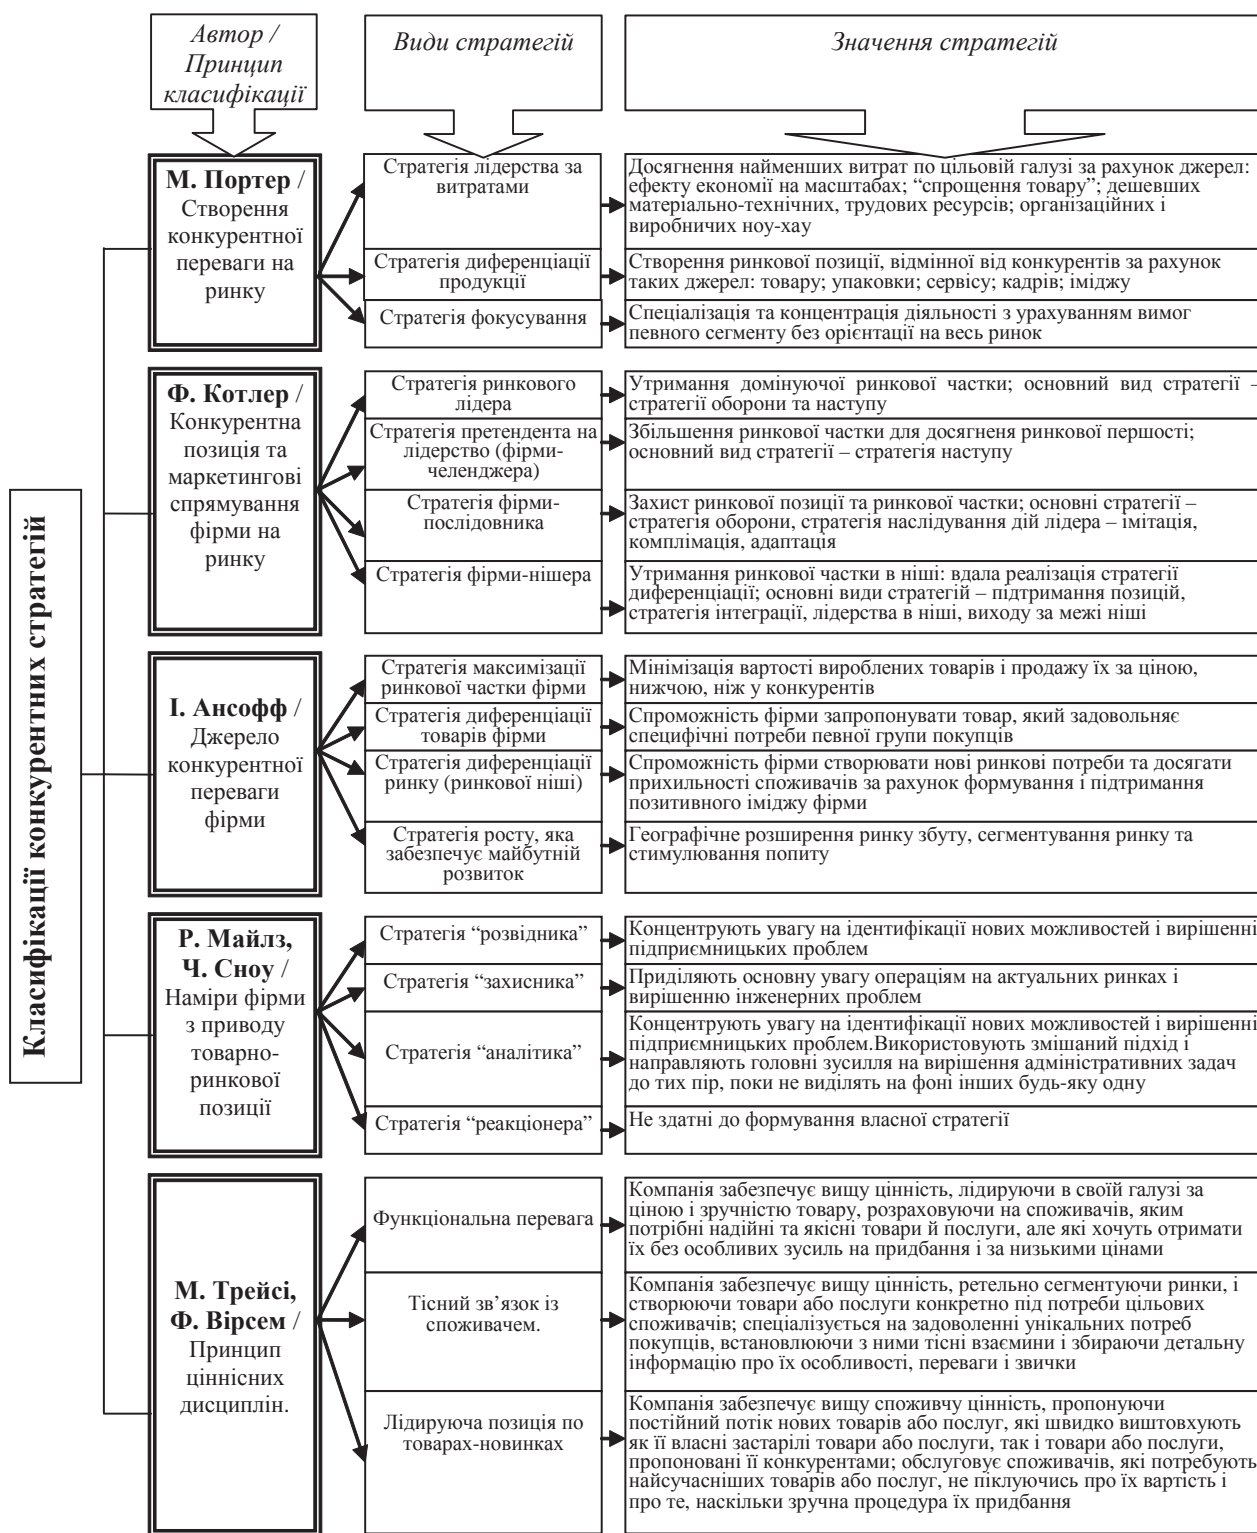 Автор /
Принцип
класифікації
Види стратегій
Значення стратегій
Класифікації конкурентних стратегій
М. Портер /
Створення
конкурентної
переваги на
ринку
Стратегія лідерства за
витратами
Досягнення найменших витрат по цільовій галузі за рахунок джерел:
ефекту економії на масштабах; “спрощення товару”; дешевших
матеріально-технічних, трудових ресурсів; організаційних і
виробничих ноу-хау
Стратегія диференціації
продукції
Створення ринкової позиції, відмінної від конкурентів за рахунок
таких джерел: товару; упаковки; сервісу; кадрів; іміджу
Стратегія фокусування
Спеціалізація та концентрація діяльності з урахуванням вимог
певного сегменту без орієнтації на весь ринок
Ф. Котлер /
Конкурентна
позиція та
маркетингові
спрямування
фірми на
ринку
Стратегія ринкового
лідера
Утримання домінуючої ринкової частки; основний вид стратегії –
стратегії оборони та наступу
Стратегія претендента на
лідерство (фірми-
челенджера)
Збільшення ринкової частки для досягненя ринкової першості;
основний вид стратегії – стратегія наступу
Стратегія фірми-
послідовника
Захист ринкової позиції та ринкової частки; основні стратегії –
стратегія оборони, стратегія наслідування дій лідера – імітація,
комплімація, адаптація
Стратегія фірми-нішера
Утримання ринкової частки в ніші: вдала реалізація стратегії
диференціації; основні види стратегій – підтримання позицій,
стратегія інтеграції, лідерства в ніші, виходу за межі ніші
І. Ансофф /
Джерело
конкурентної
переваги
фірми
Стратегія максимізації
ринкової частки фірми
Мінімізація вартості вироблених товарів і продажу їх за ціною,
нижчою, ніж у конкурентів
Стратегія диференціації
товарів фірми
Спроможність фірми запропонувати товар, який задовольняє
специфічні потреби певної групи покупців
Стратегія диференціації
ринку (ринкової ніші)
Спроможність фірми створювати нові ринкові потреби та досягати
прихильності споживачів за рахунок формування і підтримання
позитивного іміджу фірми
Стратегія росту, яка
забезпечує майбутній
розвиток
Географічне розширення ринку збуту, сегментування ринку та
стимулювання попиту
Р. Майлз,
Ч. Сноу /
Наміри фірми
з приводу
товарно-
ринкової
позиції
Стратегія “розвідника”
Концентрують увагу на ідентифікації нових можливостей і вирішенні
підприємницьких проблем
Стратегія “захисника”
Приділяють основну увагу операціям на актуальних ринках і
вирішенню інженерних проблем
Стратегія “аналітика”
Концентрують увагу на ідентифікації нових можливостей і вирішенні
підприємницьких проблем.Використовують змішаний підхід і
направляють головні зусилля на вирішення адміністративних задач
до тих пір, поки не виділять на фоні інших будь-яку одну
Стратегія “реакціонера”
Не здатні до формування власної стратегії
М. Трейсі,
Ф. Вірсем /
Принцип
ціннісних
дисциплін.
Функціональна перевага
Компанія забезпечує вищу цінність, лідируючи в своїй галузі за
ціною і зручністю товару, розраховуючи на споживачів, яким
потрібні надійні та якісні товари й послуги, але які хочуть отримати
їх без особливих зусиль на придбання і за низькими цінами
Тісний зв’язок із
споживачем.
Компанія забезпечує вищу цінність, ретельно сегментуючи ринки, і
створюючи товари або послуги конкретно під потреби цільових
споживачів; спеціалізується на задоволенні унікальних потреб
покупців, встановлюючи з ними тісні взаємини і збираючи детальну
інформацію про їх особливості, переваги і звички
Лідируюча позиція по
товарах-новинках
Компанія забезпечує вищу споживчу цінність, пропонуючи
постійний потік нових товарів або послуг, які швидко виштовхують
як її власні застарілі товари або послуги, так і товари або послуги,
пропоновані її конкурентами; обслуговує споживачів, які потребують
найсучасніших товарів або послуг, не піклуючись про їх вартість і
про те, наскільки зручна процедура їх придбання